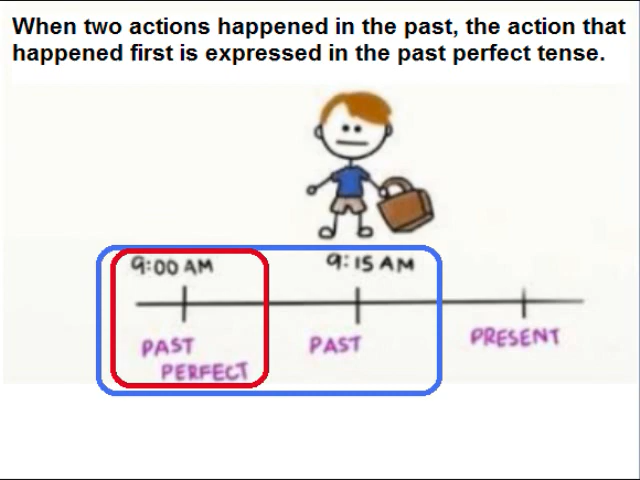 When two actions happened in the past, the action that
happened first is expressed in the past perfect tense.
9:00 AM 9:15 AM
PAST PAST PRESENT
PERFECT